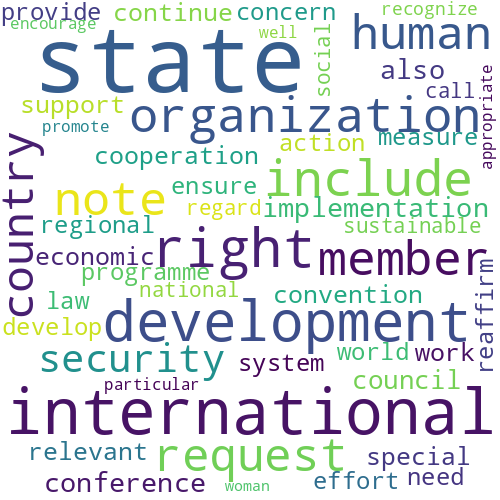 provide continue concern recognize
encourage well
state human
social also
call
support organization appropriate
promote action measure
country cooperation include
note ensure
regard implementation
regional sustainable
economic right member
programme national convention reaffirm
law development
develop
security system world work
particular council
international
relevant request special
conference woman effort need